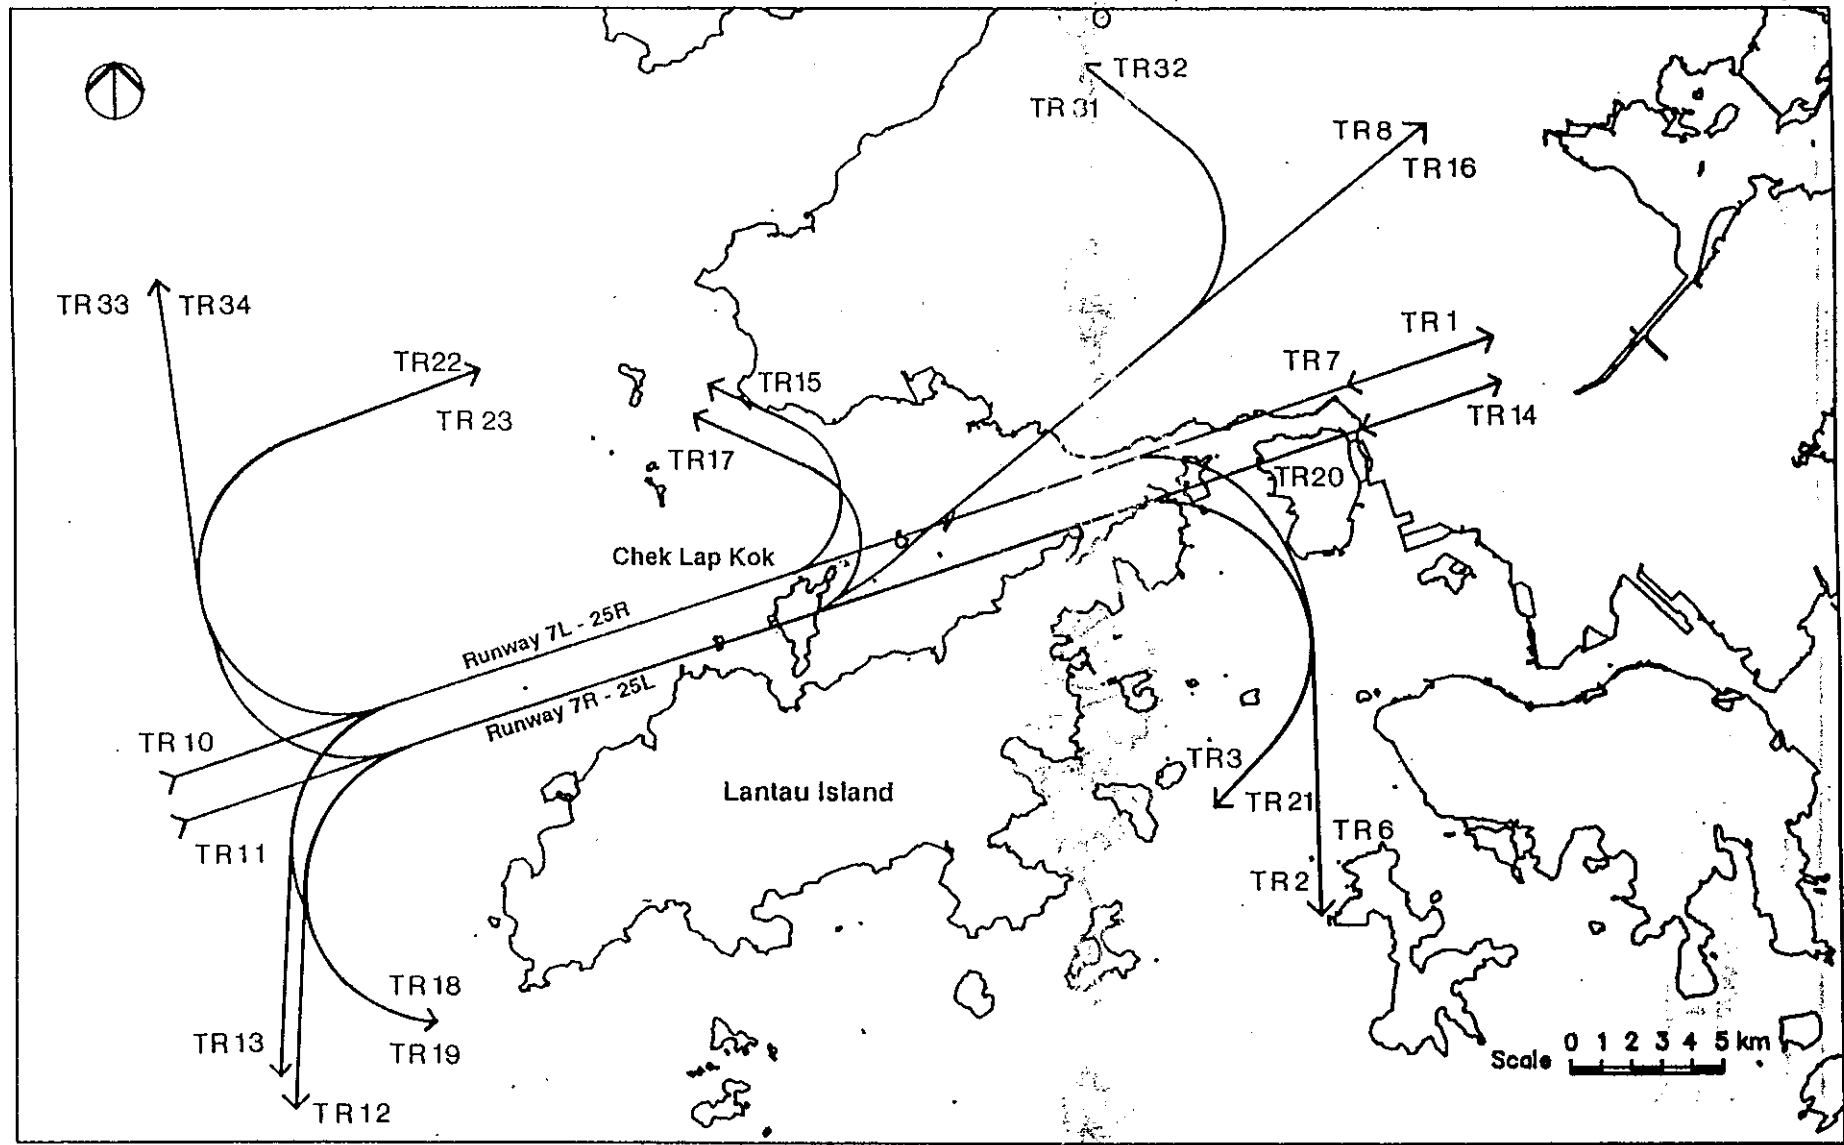 TR32
TR31
TR8
TR16
TR33
TR34
TR1
TR22
TR7
TR15
TR23
TR14
TR17
TR20
Chek Lap Kok
Runway 7L - 25R
Runway 7R - 25L
TR10
TR3
Lantau Island
TR21
TR6
TR11
TR2
TR18
TR13
TR19
0 1 2 3 4 5 km
Scale
TR12